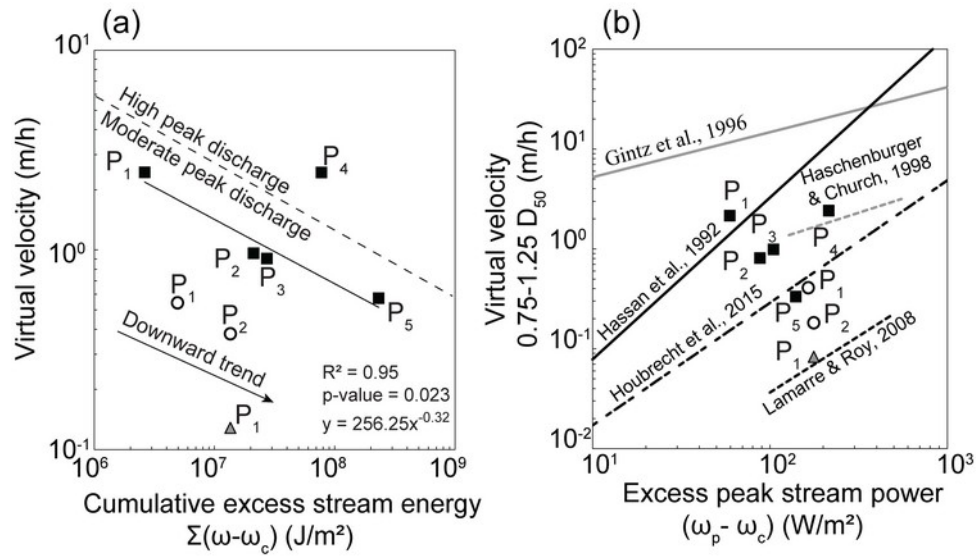 (a)
10¹
10⁰
10⁻¹
Virtual velocity (m/h)
High peak discharge
Moderate peak discharge
P₁
P₄
P₂
P₃
P₅
P₁
P₂
Downward trend
P₁
R² = 0.95
p-value = 0.023
y = 256.25x⁻⁰·³²
10⁶
10⁷
10⁸
10⁹
Cumulative excess stream energy
Σ(ω-ω꜀) (J/m²)
(b)
10²
10¹
10⁰
10⁻¹
10⁻²
Virtual velocity
0.75-1.25 D₅₀ (m/h)
Gintz et al., 1996
Hassan et al., 1992
Haschenburger
& Church, 1998
Houbrecht et al., 2015
Lamarre & Roy, 2008
P₁
P₃
P₂
P₄
P₁
P₅
P₂
P₁
10¹
10²
10³
Excess peak stream power
(ωₚ- ω꜀) (W/m²)